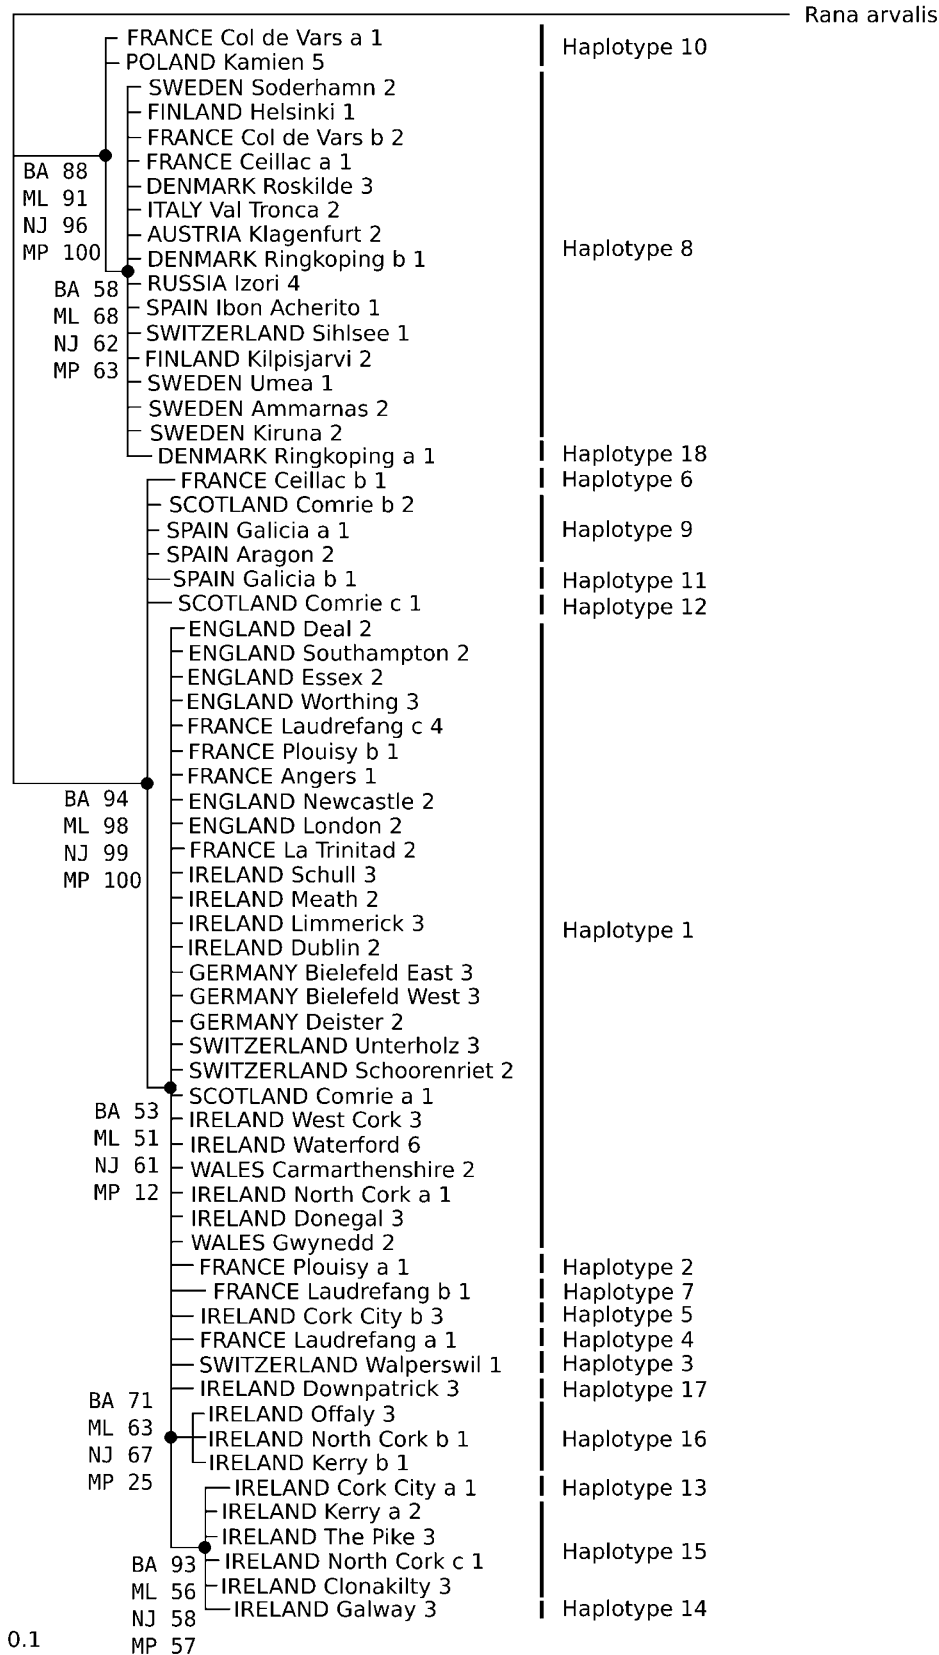 Rana arvalis
FRANCE Col de Vars a 1
Haplotype 10
POLAND Kamien 5
SWEDEN Soderhamn 2
FINLAND Helsinki 1
FRANCE Col de Vars b 2
FRANCE Ceillac a 1
BA 88
DENMARK Roskilde 3
ML 91
ITALY Val Tronca 2
NJ 96
AUSTRIA Klagenfurt 2
Haplotype 8
MP 100
DENMARK Ringkoping b 1
RUSSIA Izori 4
BA 58
SPAIN Ibon Acherito 1
ML 68
SWITZERLAND Sihlsee 1
NJ 62
FINLAND Kilpisjarvi 2
MP 63
SWEDEN Umea 1
SWEDEN Ammarnas 2
SWEDEN Kiruna 2
DENMARK Ringkoping a 1
Haplotype 18
FRANCE Ceillac b 1
Haplotype 6
SCOTLAND Comrie b 2
SPAIN Galicia a 1
Haplotype 9
SPAIN Aragon 2
SPAIN Galicia b 1
Haplotype 11
SCOTLAND Comrie c 1
Haplotype 12
ENGLAND Deal 2
ENGLAND Southampton 2
ENGLAND Essex 2
ENGLAND Worthing 3
FRANCE Laudrefang c 4
FRANCE Plouisy b 1
FRANCE Angers 1
BA 94
ENGLAND Newcastle 2
ML 98
ENGLAND London 2
NJ 99
FRANCE La Trinitad 2
MP 100
IRELAND Schull 3
IRELAND Meath 2
IRELAND Limmerick 3
Haplotype 1
IRELAND Dublin 2
GERMANY Bielefeld East 3
GERMANY Bielefeld West 3
GERMANY Deister 2
SWITZERLAND Unterholz 3
SWITZERLAND Schoorenriet 2
SCOTLAND Comrie a 1
BA 53
IRELAND West Cork 3
ML 51
IRELAND Waterford 6
NJ 61
WALES Carmarthenshire 2
MP 12
IRELAND North Cork a 1
IRELAND Donegal 3
WALES Gwynedd 2
FRANCE Plouisy a 1
Haplotype 2
FRANCE Laudrefang b 1
Haplotype 7
IRELAND Cork City b 3
Haplotype 5
FRANCE Laudrefang a 1
Haplotype 4
SWITZERLAND Walperswil 1
Haplotype 3
IRELAND Downpatrick 3
Haplotype 17
BA 71
IRELAND Offaly 3
ML 63
IRELAND North Cork b 1
Haplotype 16
NJ 67
IRELAND Kerry b 1
MP 25
IRELAND Cork City a 1
Haplotype 13
IRELAND Kerry a 2
IRELAND The Pike 3
Haplotype 15
BA 93
IRELAND North Cork c 1
ML 56
IRELAND Clonakilty 3
NJ 58
IRELAND Galway 3
Haplotype 14
MP 57
0.1